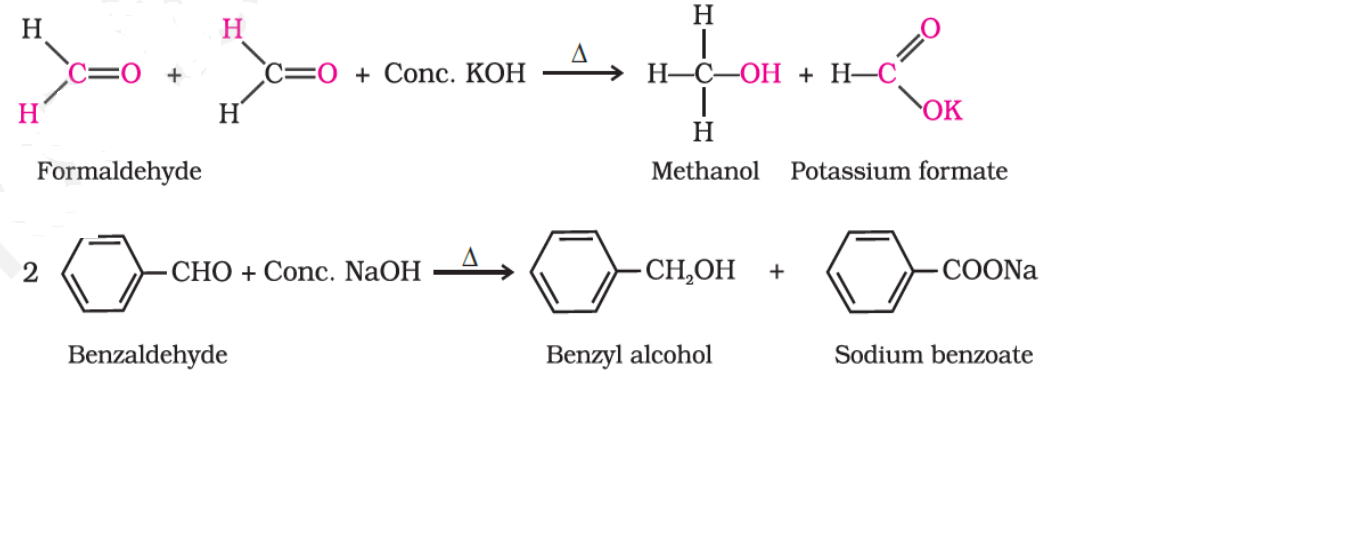 H H H O
C=O + C=O + Conc. KOH Δ H—C—OH + H—C
H H H OK
Formaldehyde Methanol Potassium formate
2 CHO + Conc. NaOH Δ CH₂OH + COONa
Benzaldehyde Benzyl alcohol Sodium benzoate